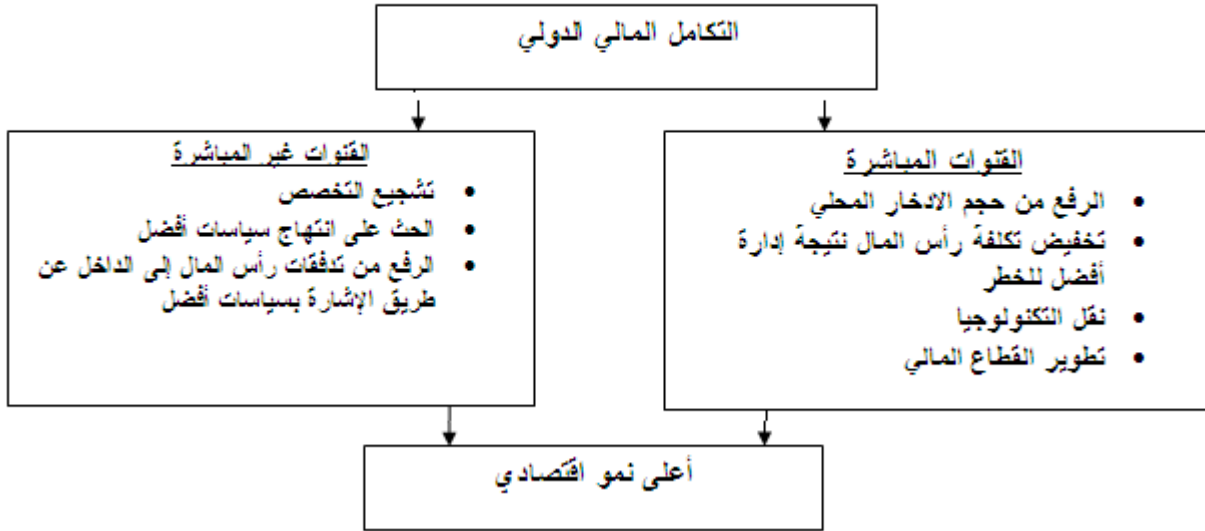 التكامل المالي الدولي
القنوات المباشرة
• الرفع من حجم الادخار المحلي
• تخفيض تكلفة رأس المال نتيجة إدارة
أفضل للخطر
• نقل التكنولوجيا
• تطوير القطاع المالي
القنوات غير المباشرة
• تشجيع التخصص
• الحث على انتهاج سياسات أفضل
• الرفع من تدفقات رأس المال إلى الداخل عن
طريق الإشارة بسياسات أفضل
أعلى نمو اقتصادي